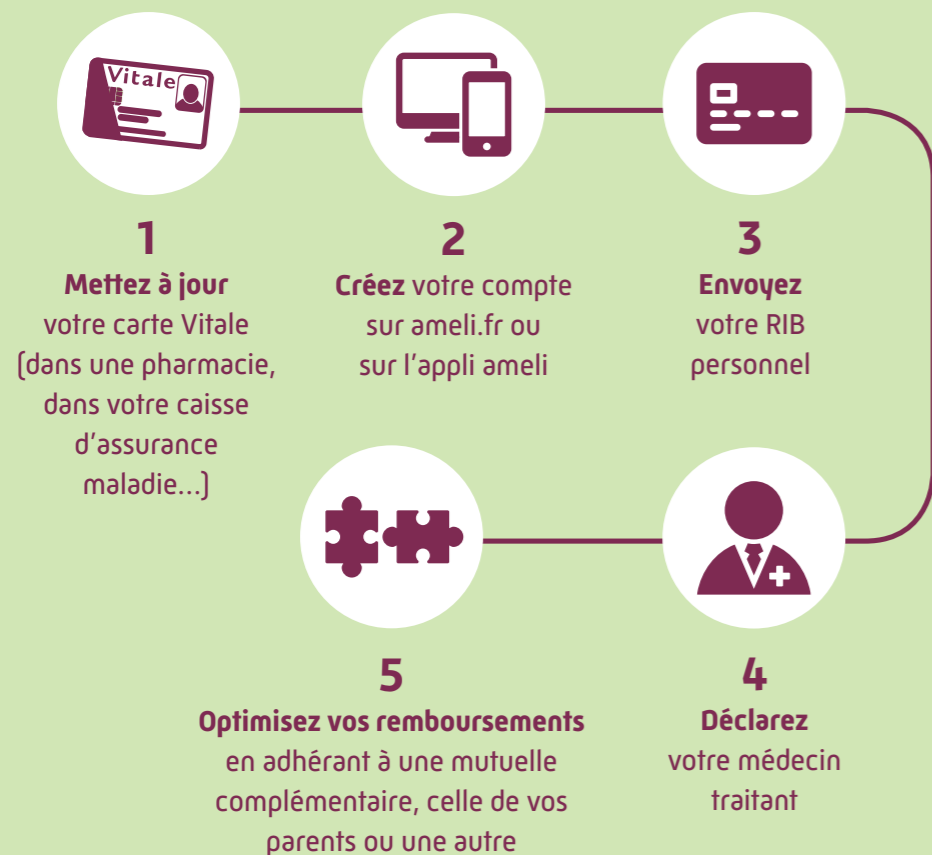 Vitale
1
Mettez à jour
votre carte Vitale
(dans une pharmacie,
dans votre caisse
d'assurance
maladie...)
2
Créez votre compte
sur ameli.fr ou
sur l'appli ameli
3
Envoyez
votre RIB
personnel
4
Déclarez
votre médecin
traitant
5
Optimisez vos remboursements
en adhérant à une mutuelle
complémentaire, celle de vos
parents ou une autre